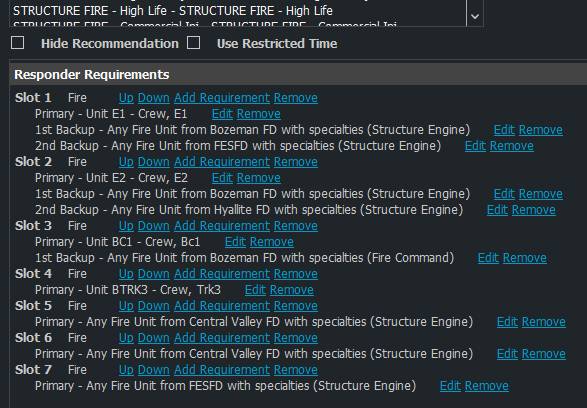 STRUCTURE FIRE - High Life - STRUCTURE FIRE - High Life
Hide Recommendation Use Restricted Time
Responder Requirements
Slot 1 Fire Up Down Add Requirement Remove
Primary - Unit E1 - Crew, E1 Edit Remove
1st Backup - Any Fire Unit from Bozeman FD with specialties (Structure Engine) Edit Remove
2nd Backup - Any Fire Unit from FESFD with specialties (Structure Engine) Edit Remove
Slot 2 Fire Up Down Add Requirement Remove
Primary - Unit E2 - Crew, E2 Edit Remove
1st Backup - Any Fire Unit from Bozeman FD with specialties (Structure Engine) Edit Remove
2nd Backup - Any Fire Unit from Hyallite FD with specialties (Structure Engine) Edit Remove
Slot 3 Fire Up Down Add Requirement Remove
Primary - Unit BC1 - Crew, Bc1 Edit Remove
1st Backup - Any Fire Unit from Bozeman FD with specialties (Fire Command) Edit Remove
Slot 4 Fire Up Down Add Requirement Remove
Primary - Unit BTRK3 - Crew, Trk3 Edit Remove
Slot 5 Fire Up Down Add Requirement Remove
Primary - Any Fire Unit from Central Valley FD with specialties (Structure Engine) Edit Remove
Slot 6 Fire Up Down Add Requirement Remove
Primary - Any Fire Unit from Central Valley FD with specialties (Structure Engine) Edit Remove
Slot 7 Fire Up Down Add Requirement Remove
Primary - Any Fire Unit from FESFD with specialties (Structure Engine) Edit Remove